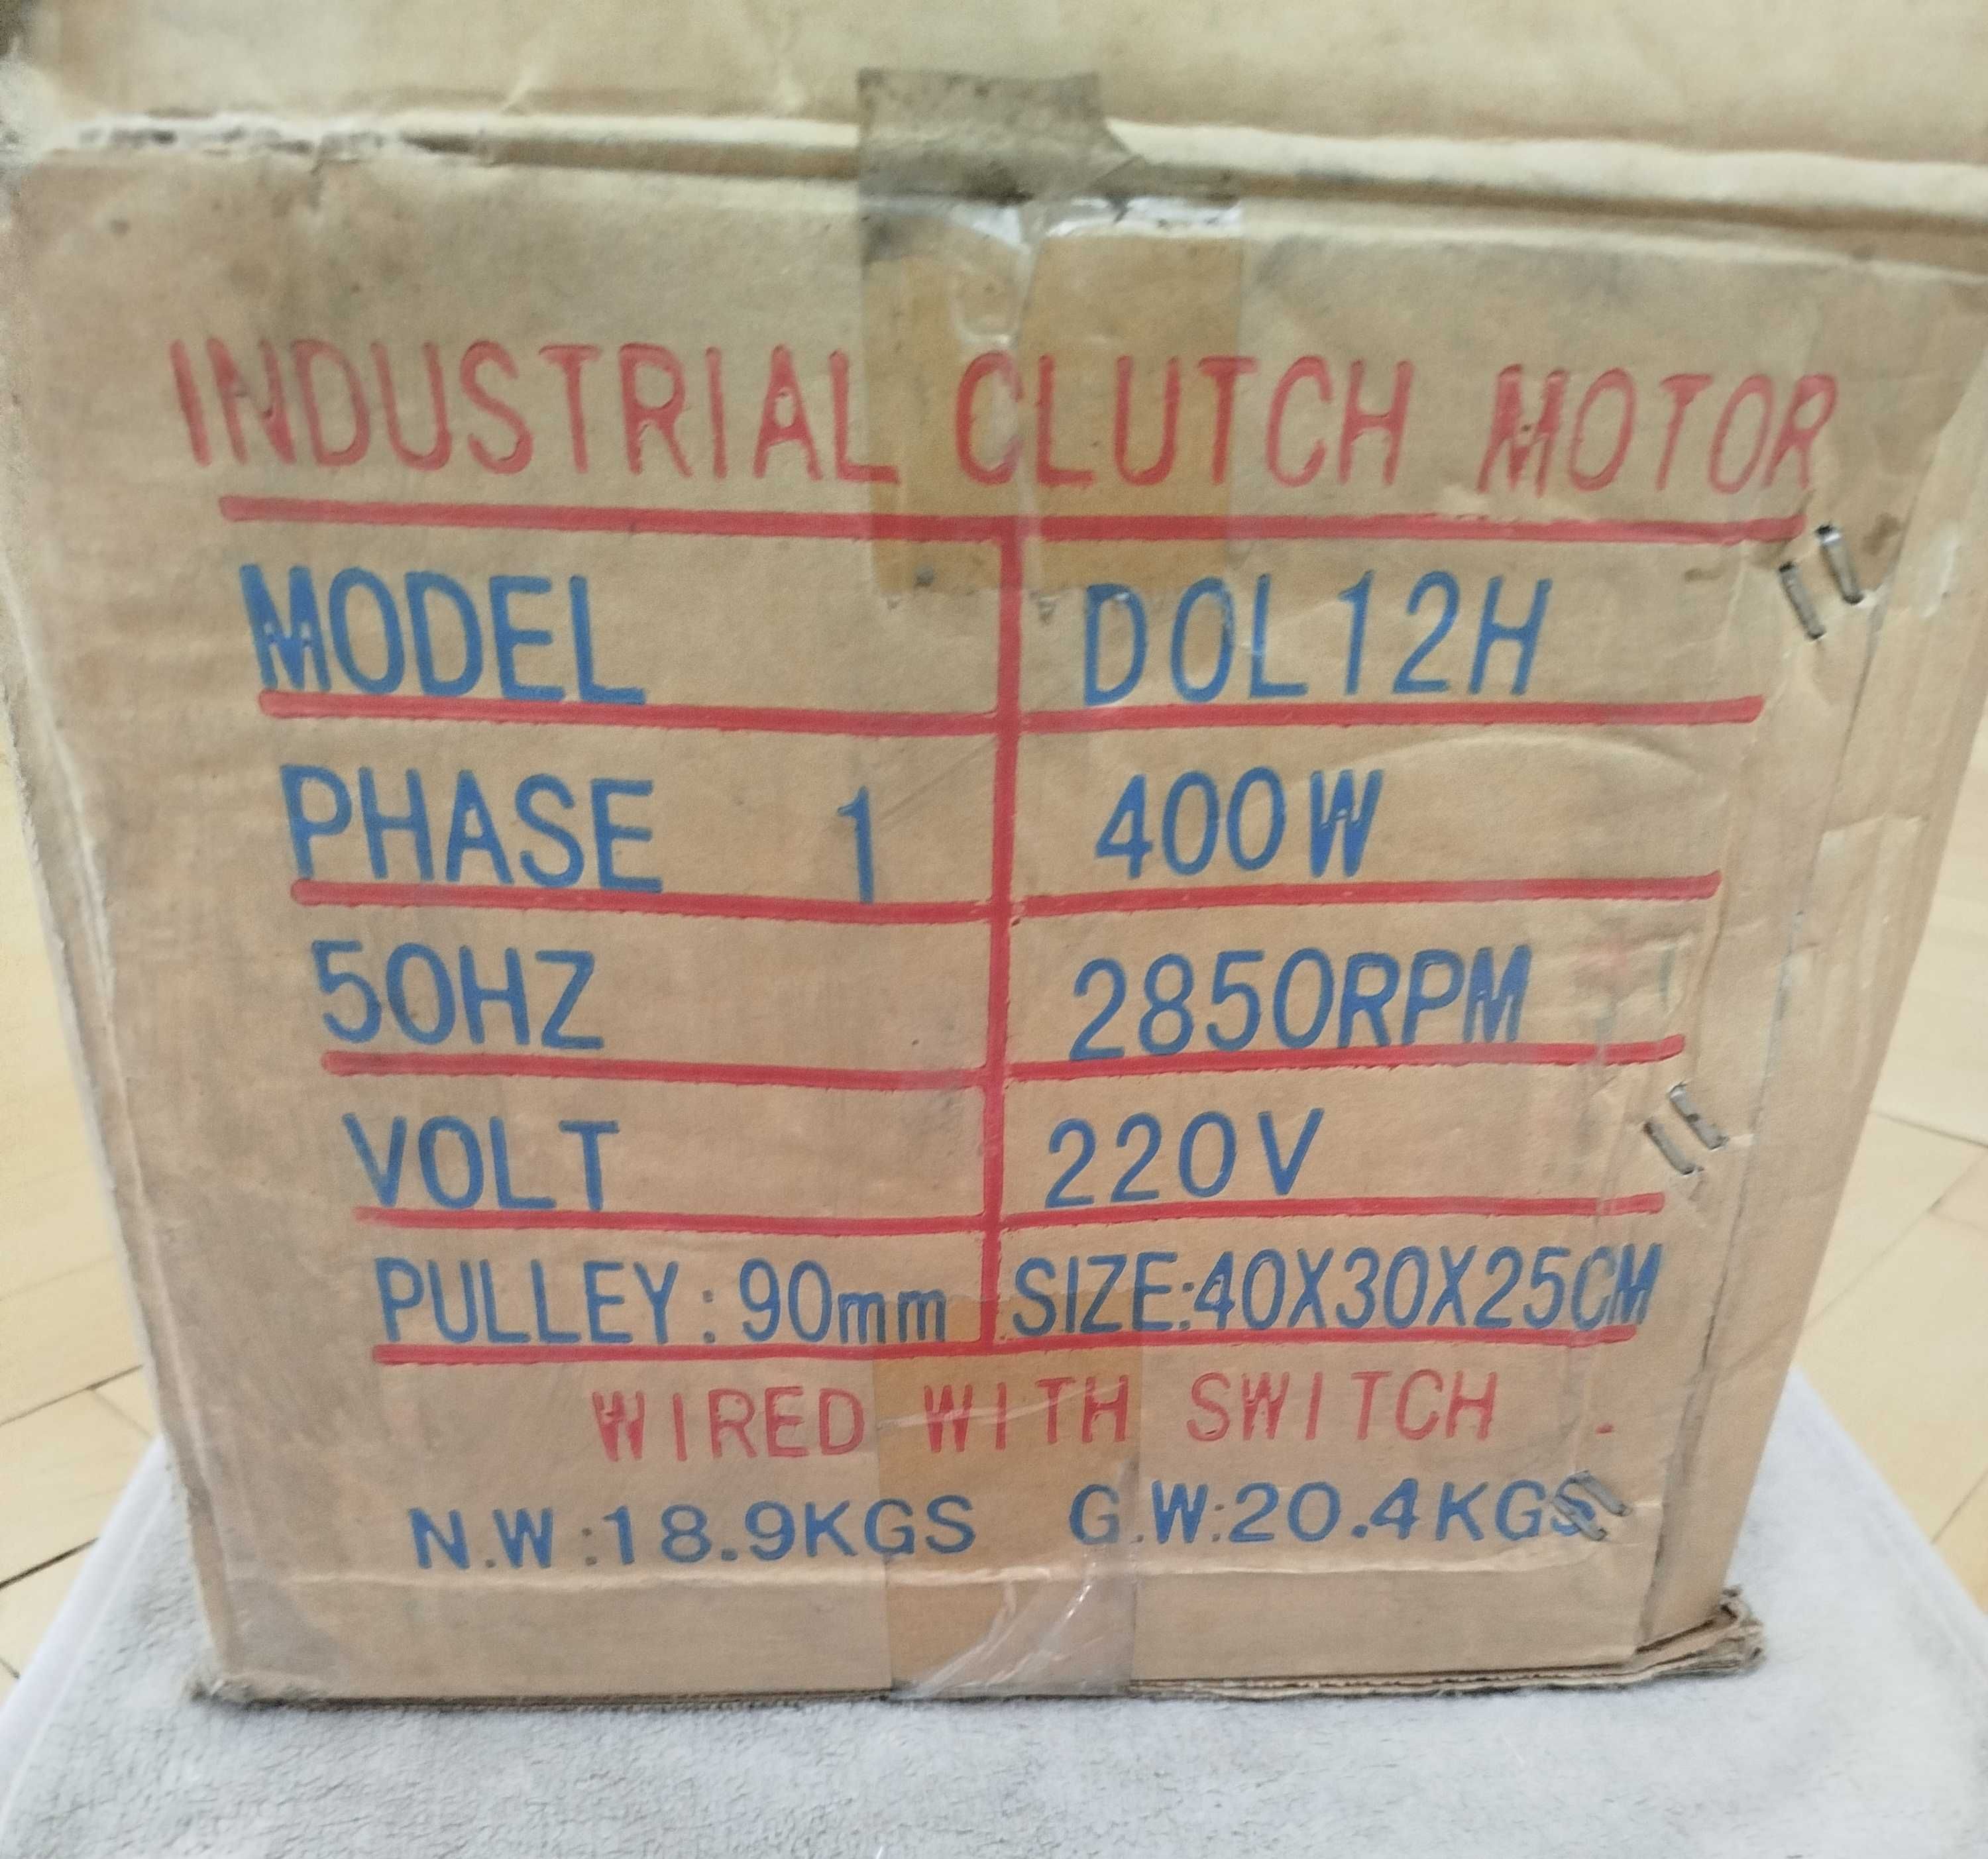 INDUSTRIAL CLUTCH MOTOR
MODEL DOL12H
PHASE 1 400W
50HZ 2850RPM
VOLT 220V
PULLEY: 90mm SIZE:40X30X25CM
WIRED WITH SWITCH
N.W:18.9KGS G.W:20.4KGS